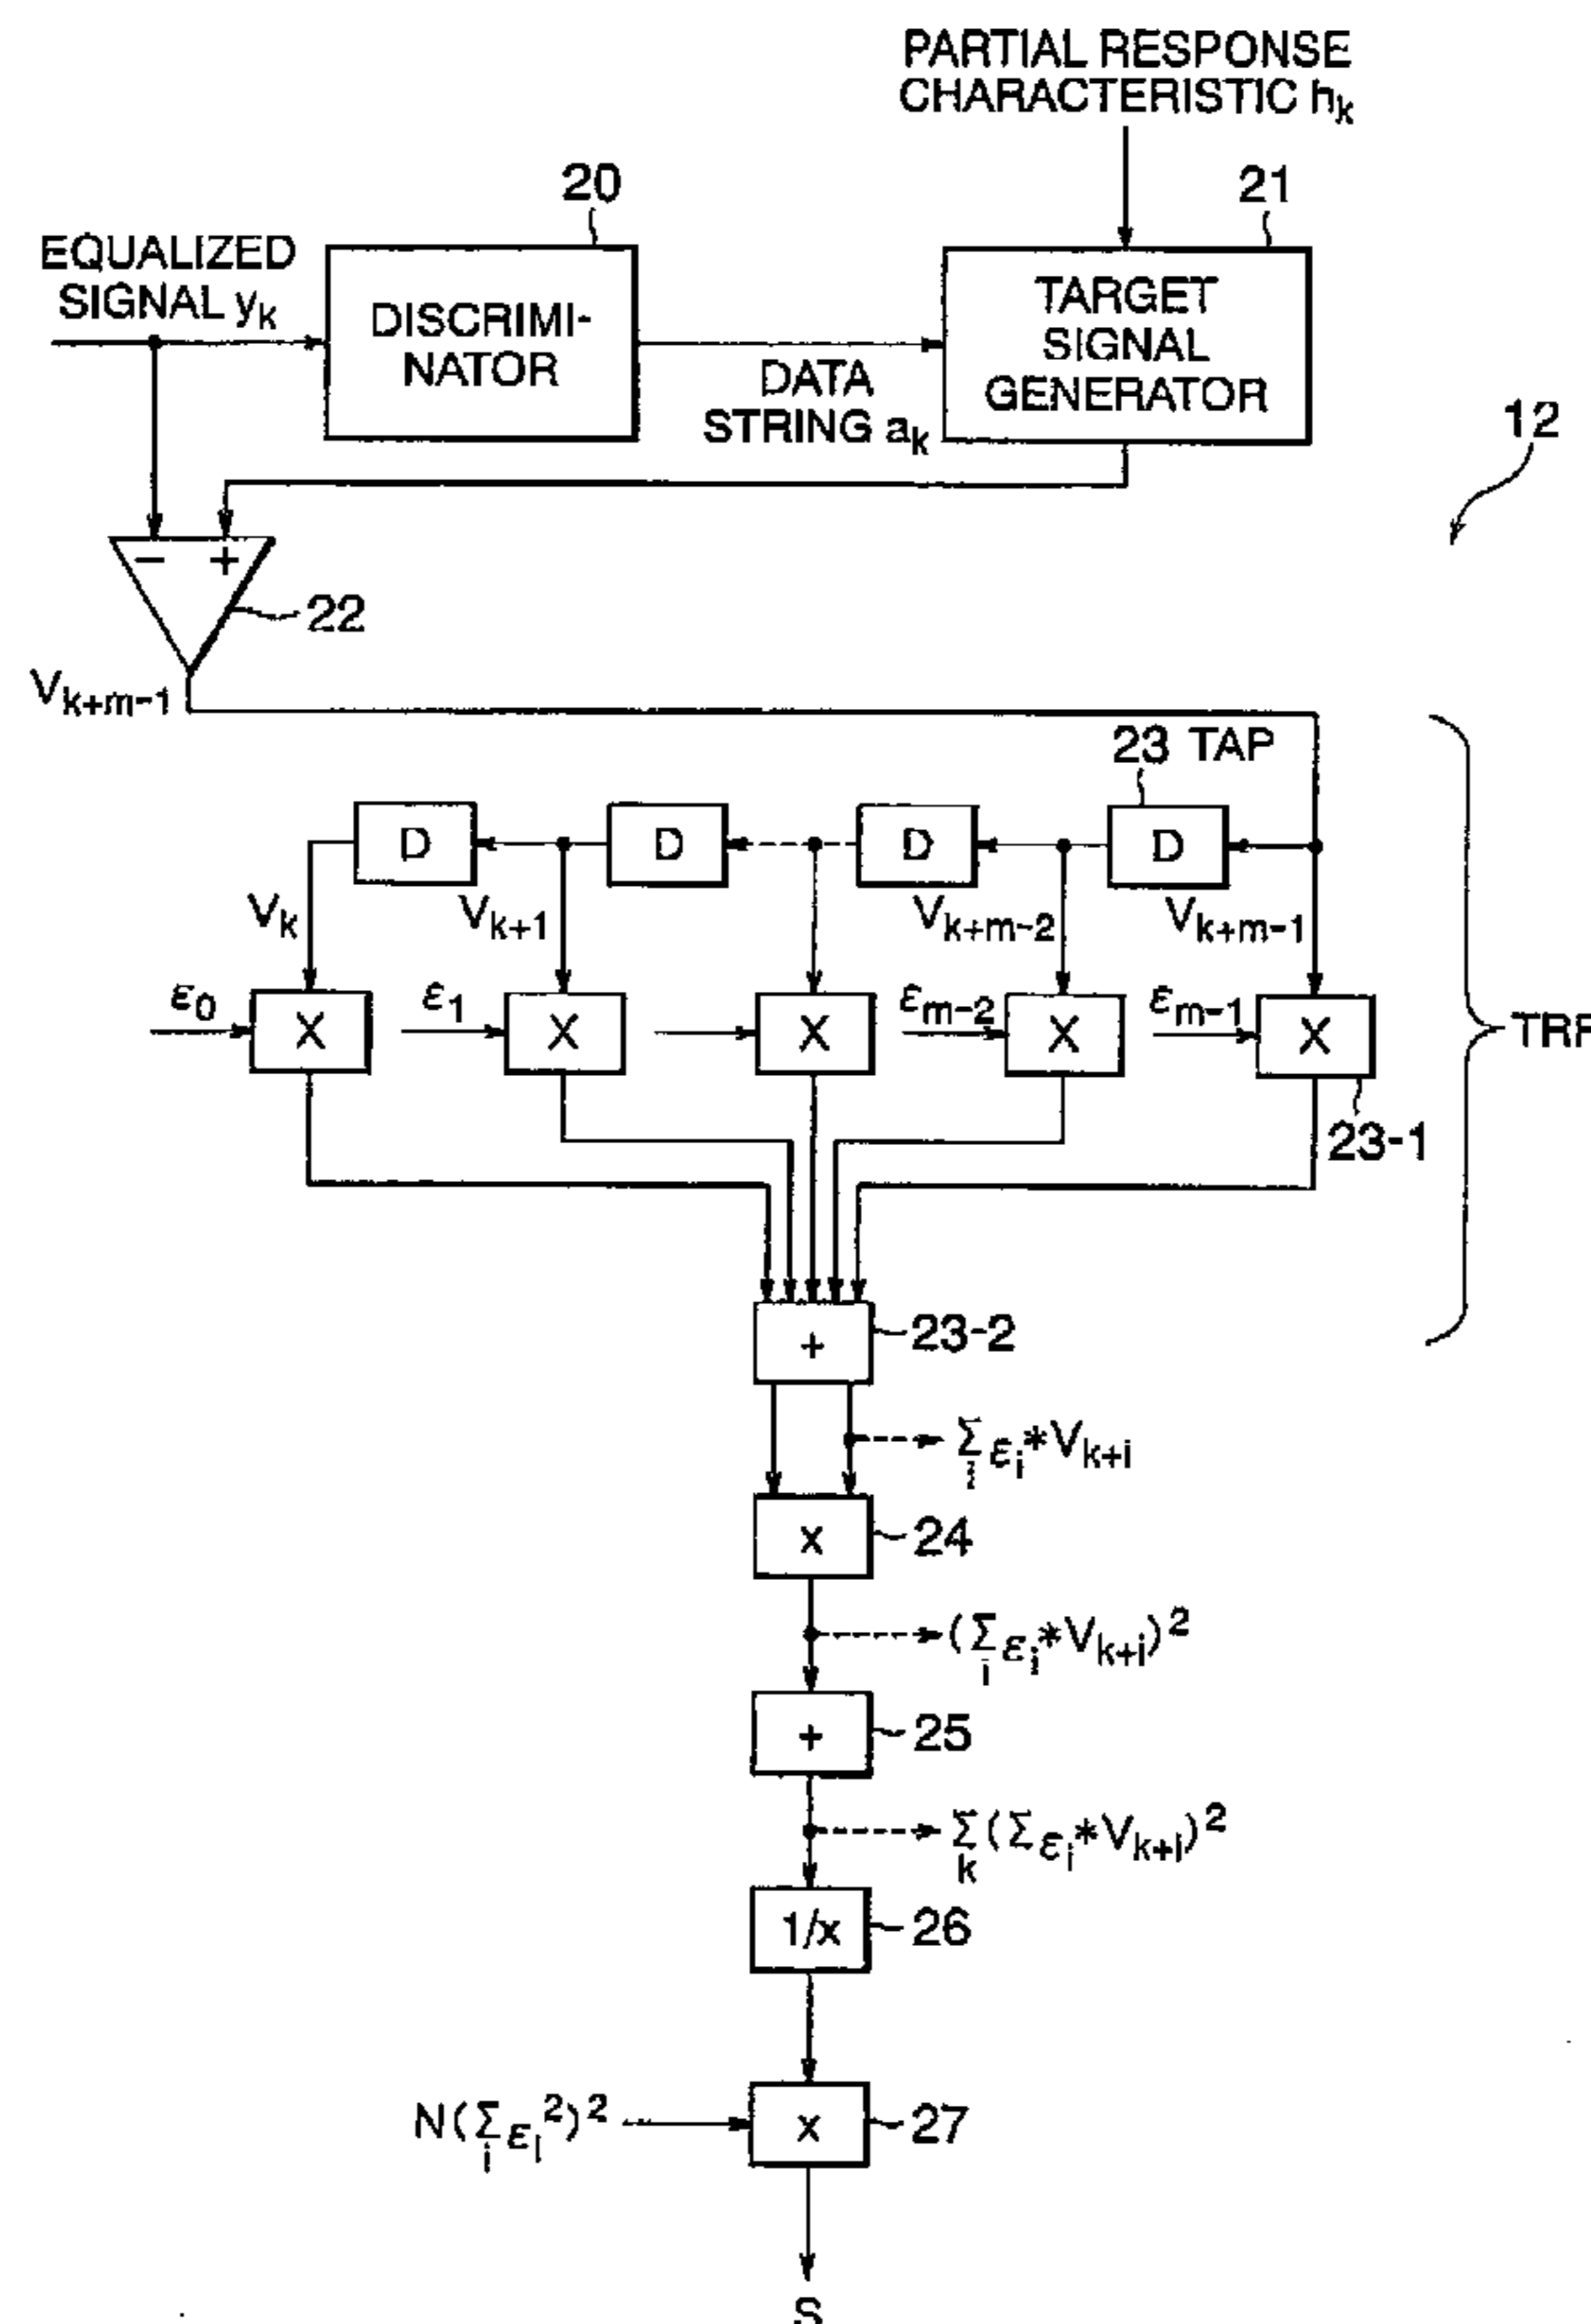 PARTIAL RESPONSE
CHARACTERISTIC hk
20
21
EQUALIZED
SIGNAL yk
DISCRIMI-
NATOR
DATA
STRING ak
TARGET
SIGNAL
GENERATOR
12
− +
22
Vk+m-1
23 TAP
D D D D
Vk Vk+1 Vk+m-2 Vk+m-1
ε0 ε1 εm-2 εm-1
X X X X X
TRF
23-1
+ 23-2
Σi εi*Vk+i
x 24
(Σi εi*Vk+i)²
+ 25
Σk(Σεi*Vk+i)²
1/x 26
N(Σi εi²)²
x 27
S